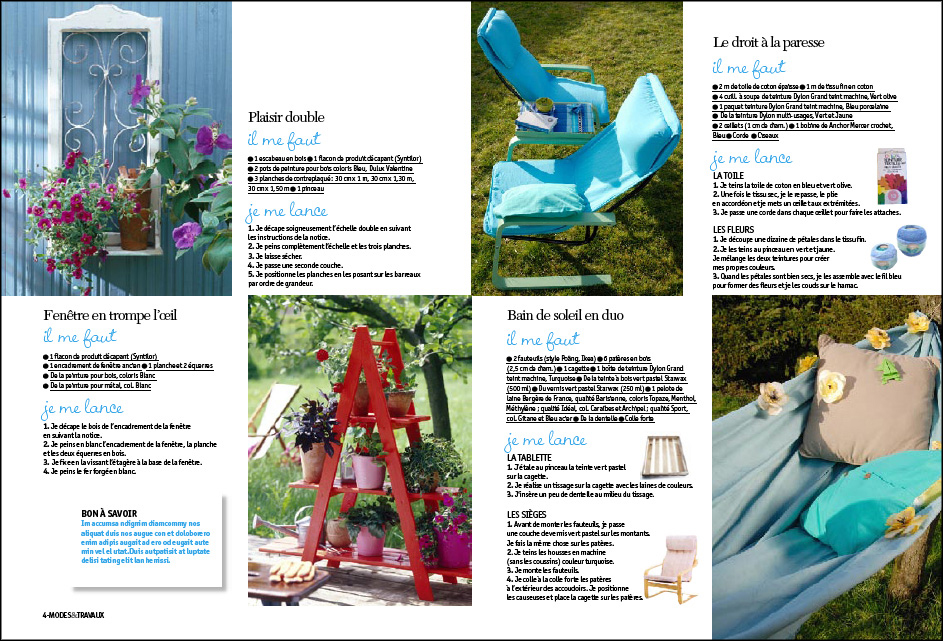 Plaisir double
il me faut
● 1 escabeau en bois ● 1 flacon de produit décapant (Syntilor)
● 2 pots de peinture pour bois coloris Bleu, Dulux Valentine
● 3 planches de contreplaqué : 30 cm x 1 m, 30 cm x 1,30 m,
30 cm x 1,50 m ● 1 pinceau
je me lance
1. Je décape soigneusement l'échelle double en suivant
les instructions de la notice.
2. Je peins complètement l'échelle et les trois planches.
3. Je laisse sécher.
4. Je passe une seconde couche.
5. Je positionne les planches en les posant sur les barreaux
par ordre de grandeur.
Le droit à la paresse
il me faut
● 2 m de toile de coton épaisse ● 1 m de tissu fin en coton
● 4 cuill. à soupe de teinture Dylon Grand teint machine, Vert olive
● 1 paquet teinture Dylon Grand teint machine, Bleu porcelaine
● De la teinture Dylon multi-usages, Vert et Jaune
● 2 œillets (1 cm de diam.) ● 1 bobine de Anchor Mercer crochet,
Bleu ● Corde ● Ciseaux
je me lance
LA TOILE
1. Je teins la toile de coton en bleu et vert olive.
2. Une fois le tissu sec, je le repasse, le plie
en accordéon et je mets un œillet aux extrémitées.
3. Je passe une corde dans chaque œillet pour faire les attaches.
LES FLEURS
1. Je découpe une dizaine de pétales dans le tissu fin.
2. Je les teins au pinceau en vert et jaune.
Je mélange les deux teintures pour créer
mes propres couleurs.
3. Quand les pétales sont bien secs, je les assemble avec le fil bleu
pour former des fleurs et je les couds sur le hamac.
Fenêtre en trompe l'œil
il me faut
● 1 flacon de produit décapant (Syntilor)
● 1 encadrement de fenêtre ancien ● 1 planche et 2 équerres
● De la peinture pour bois, coloris Blanc
● De la peinture pour métal, col. Blanc
je me lance
1. Je décape le bois de l'encadrement de la fenêtre
en suivant la notice.
2. Je peins en blanc l'encadrement de la fenêtre, la planche
et les deux équerres en bois.
3. Je fixe en la vissant l'étagère à la base de la fenêtre.
4. Je peins le fer forgé en blanc.
BON À SAVOIR
Im accumsa ndignim diamcommy nos
atiquat duis nos augue con et doloboero
enim adipis augait ad ero od eugait aute
min vel el utat. Duis autpatisit at luptate
delisi tating elit lan henissi.
4-MODES&TRAVAUX
Bain de soleil en duo
il me faut
● 2 fauteuils (style Poäng, Ikea) ● 6 patères en bois
(2,5 cm de diam.) ● 1 cagette ● 1 boîte de teinture Dylon Grand
teint machine, Turquoise ● De la teinte à bois vert pastel Starwax
(500 ml) ● Du vernis vert pastel Starwax (250 ml) ● 1 pelote de
laine Bergère de France, qualité Barisienne, coloris Topaze, Menthol,
Méthylène ; qualité Idéal, col. Caraïbes et Archipel ; qualité Sport,
col. Gitane et Bleu acier ● De la dentelle ● Colle forte
je me lance
LA TABLETTE
1. J'étale au pinceau la teinte vert pastel
sur la cagette.
2. Je réalise un tissage sur la cagette avec les laines de couleurs.
3. J'insère un peu de dentelle au milieu du tissage.
LES SIÈGES
1. Avant de monter les fauteuils, je passe
une couche de vernis vert pastel sur les montants.
Je fais la même chose sur les patères.
2. Je teins les housses en machine
(sans les coussins) couleur turquoise.
3. Je monte les fauteuils.
4. Je colle à la colle forte les patères
à l'extérieur des accoudoirs. Je positionne
les causeuses et place la cagette sur les patères.